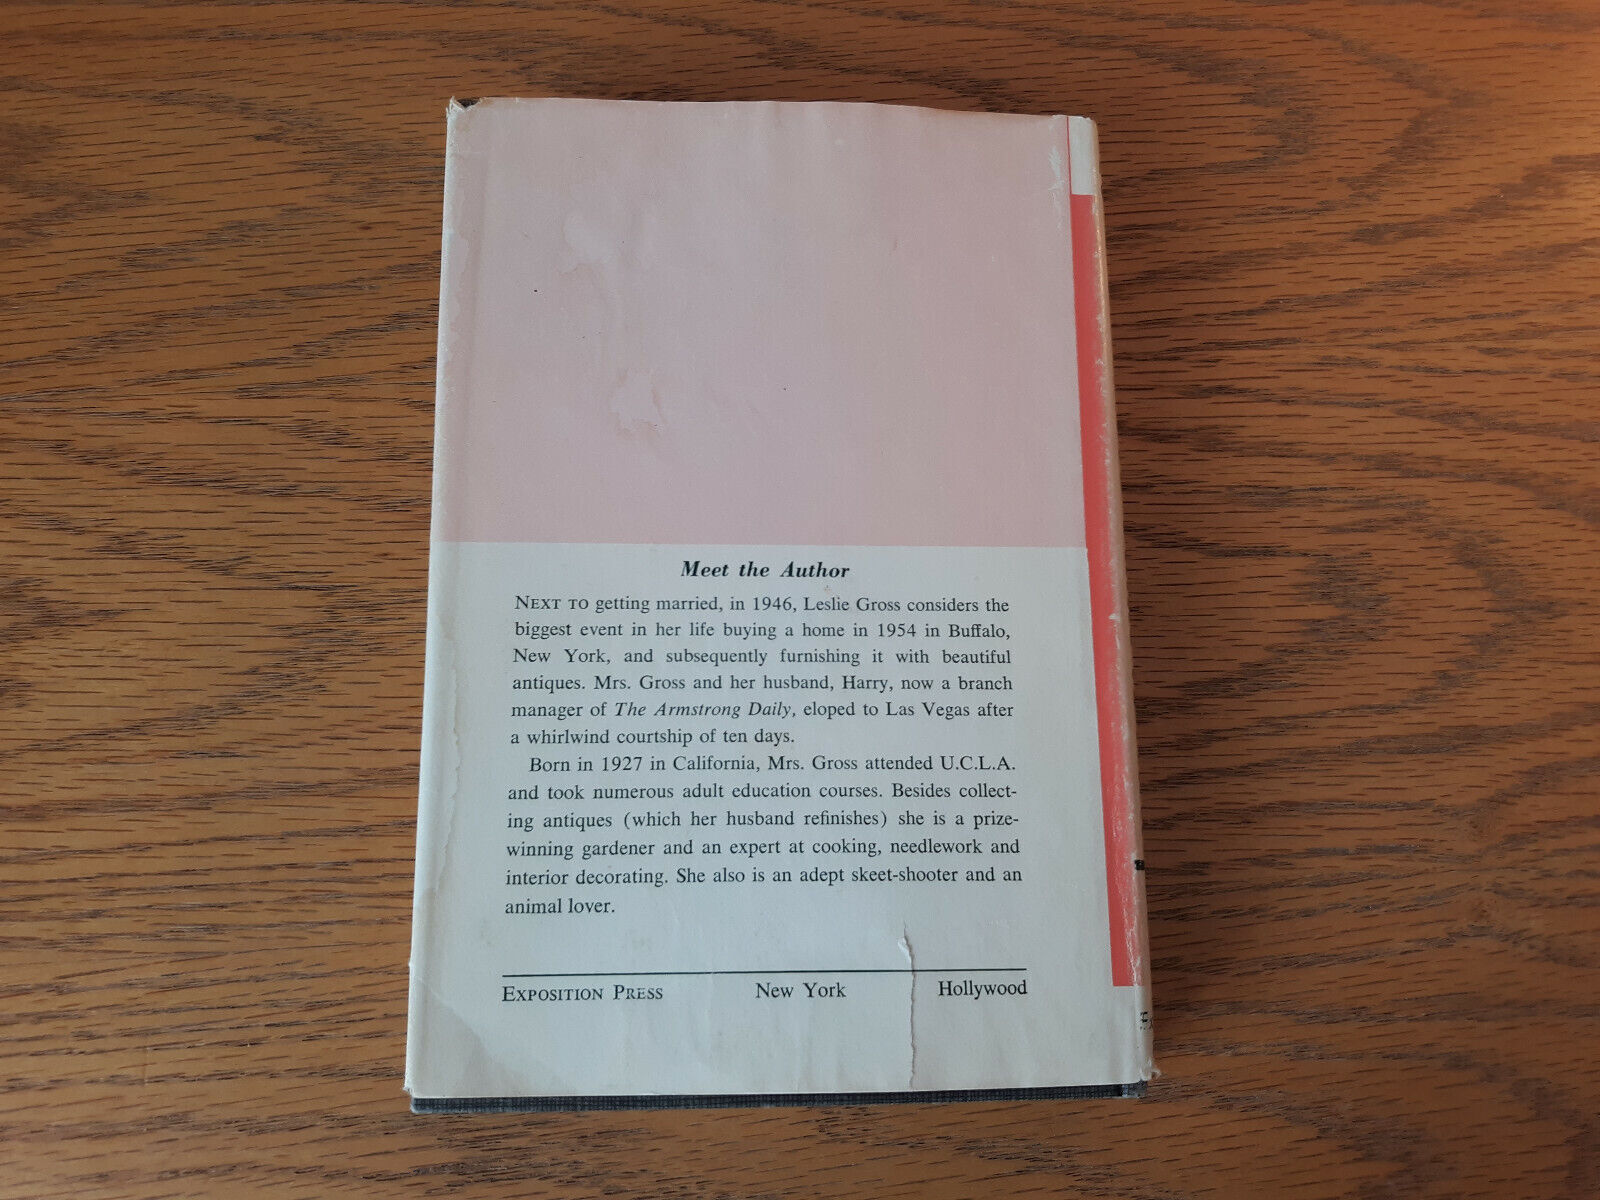 Meet the Author
NEXT TO getting married, in 1946, Leslie Gross considers the
biggest event in her life buying a home in 1954 in Buffalo,
New York, and subsequently furnishing it with beautiful
antiques. Mrs. Gross and her husband, Harry, now a branch
manager of The Armstrong Daily, eloped to Las Vegas after
a whirlwind courtship of ten days.
Born in 1927 in California, Mrs. Gross attended U.C.L.A.
and took numerous adult education courses. Besides collect-
ing antiques (which her husband refinishes) she is a prize-
winning gardener and an expert at cooking, needlework and
interior decorating. She also is an adept skeet-shooter and an
animal lover.
EXPOSITION PRESS New York Hollywood